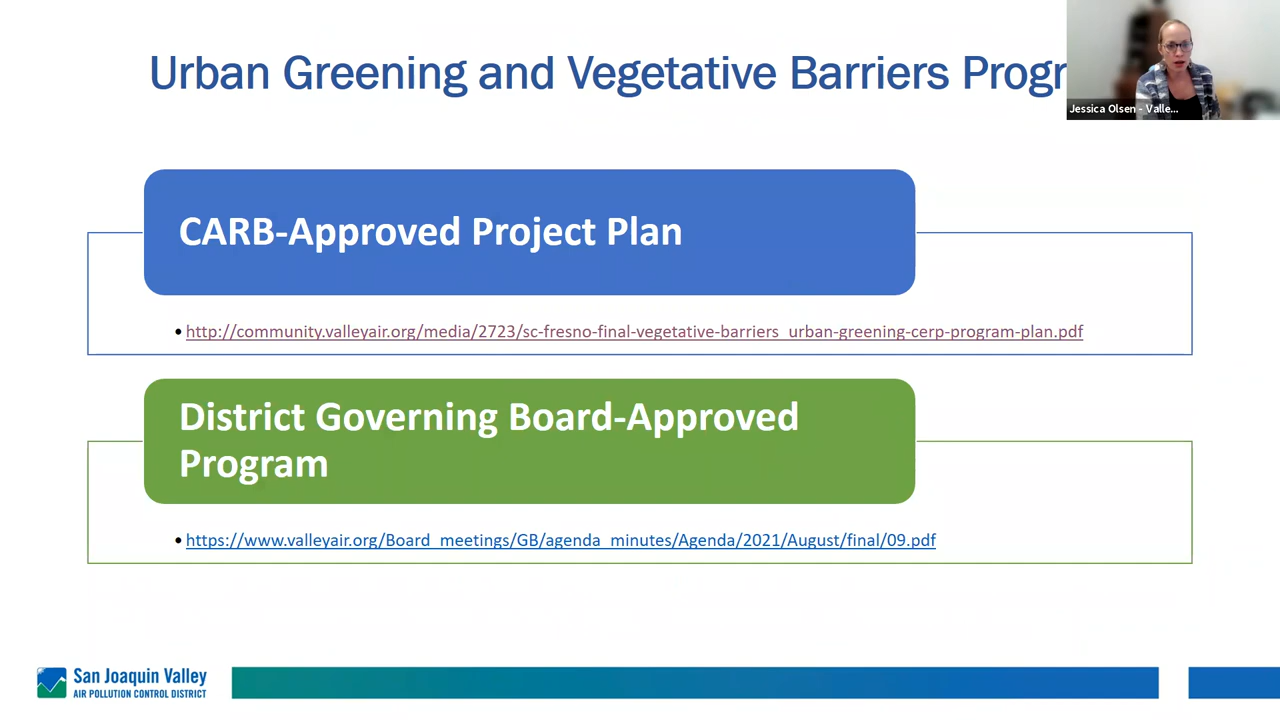 Urban Greening and Vegetative Barriers Progr
Jessica Olsen - Valle...
CARB-Approved Project Plan
• http://community.valleyair.org/media/2723/sc-fresno-final-vegetative-barriers_urban-greening-cerp-program-plan.pdf
District Governing Board-Approved
Program
• https://www.valleyair.org/Board_meetings/GB/agenda_minutes/Agenda/2021/August/final/09.pdf
San Joaquin Valley
AIR POLLUTION CONTROL DISTRICT